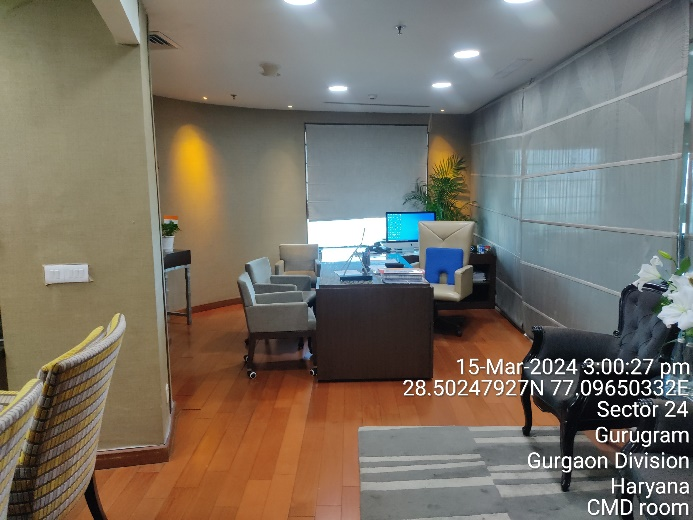 15-Mar-2024 3:00:27 pm
28.50247927N 77.09650332E
Sector 24
Gurugram
Gurgaon Division
Haryana
CMD room